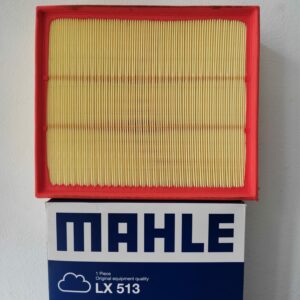 MAHLE
1 Piece
Original equipment quality
LX 513